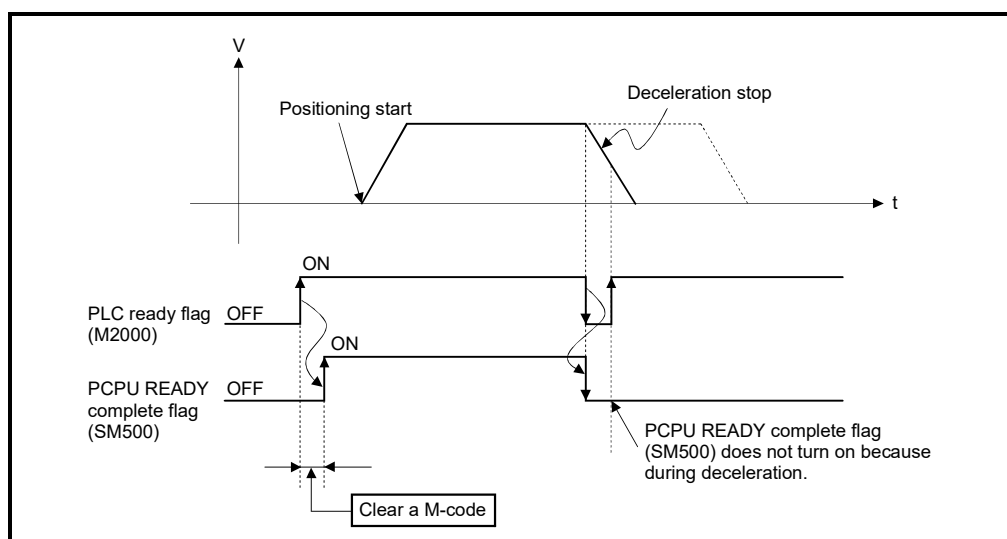 V
Positioning start
Deceleration stop
t
ON
PLC ready flag
(M2000)
OFF
ON
PCPU READY
complete flag
(SM500)
OFF
PCPU READY complete flag
(SM500) does not turn on because
during deceleration.
Clear a M-code